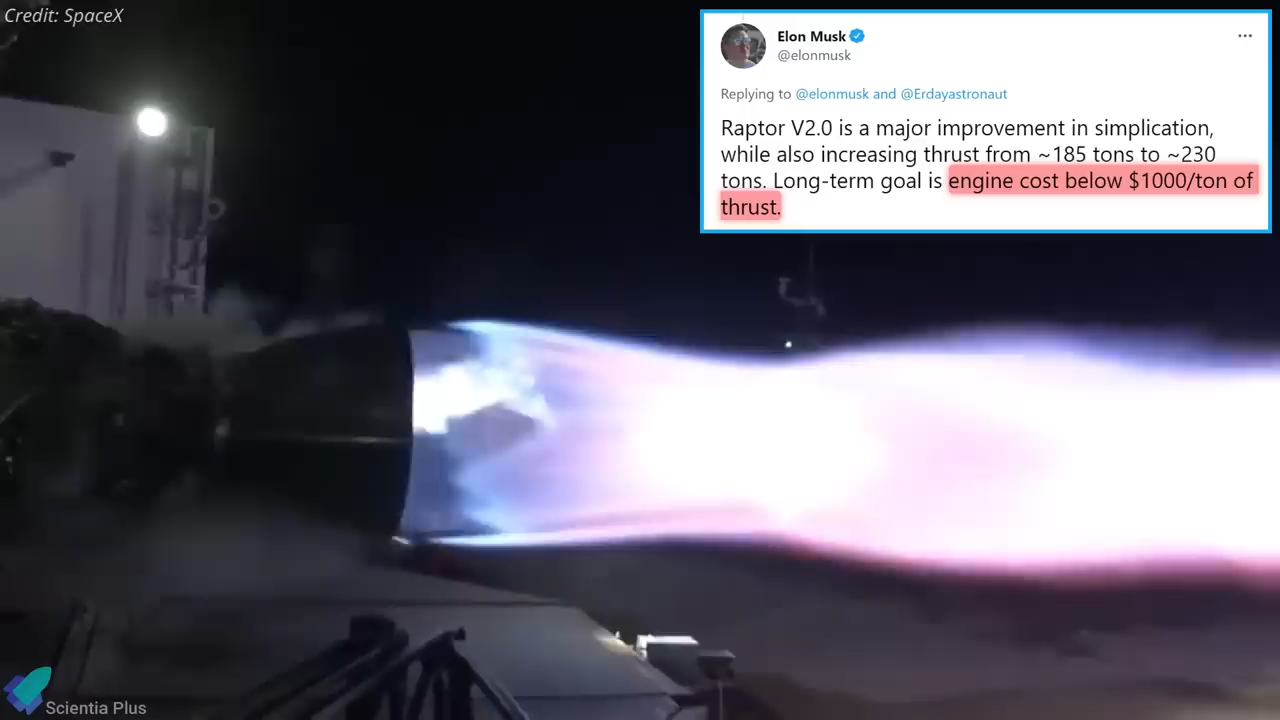 Credit: SpaceX
Elon Musk
@elonmusk
Replying to @elonmusk and @Erdayastronaut
Raptor V2.0 is a major improvement in simplication,
while also increasing thrust from ~185 tons to ~230
tons. Long-term goal is engine cost below $1000/ton of
thrust.
Scientia Plus